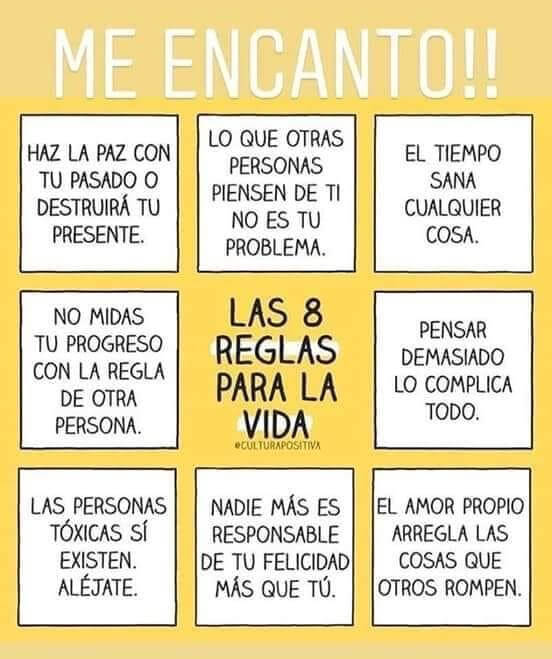 ME ENCANTO!!
HAZ LA PAZ CON
TU PASADO O
DESTRUIRÁ TU
PRESENTE.
LO QUE OTRAS
PERSONAS
PIENSEN DE TI
NO ES TU
PROBLEMA.
EL TIEMPO
SANA
CUALQUIER
COSA.
NO MIDAS
TU PROGRESO
CON LA REGLA
DE OTRA
PERSONA.
LAS 8
REGLAS
PARA LA
VIDA
@CULTURAPOSITIVA
PENSAR
DEMASIADO
LO COMPLICA
TODO.
LAS PERSONAS
TÓXICAS SÍ
EXISTEN.
ALÉJATE.
NADIE MÁS ES
RESPONSABLE
DE TU FELICIDAD
MÁS QUE TÚ.
EL AMOR PROPIO
ARREGLA LAS
COSAS QUE
OTROS ROMPEN.